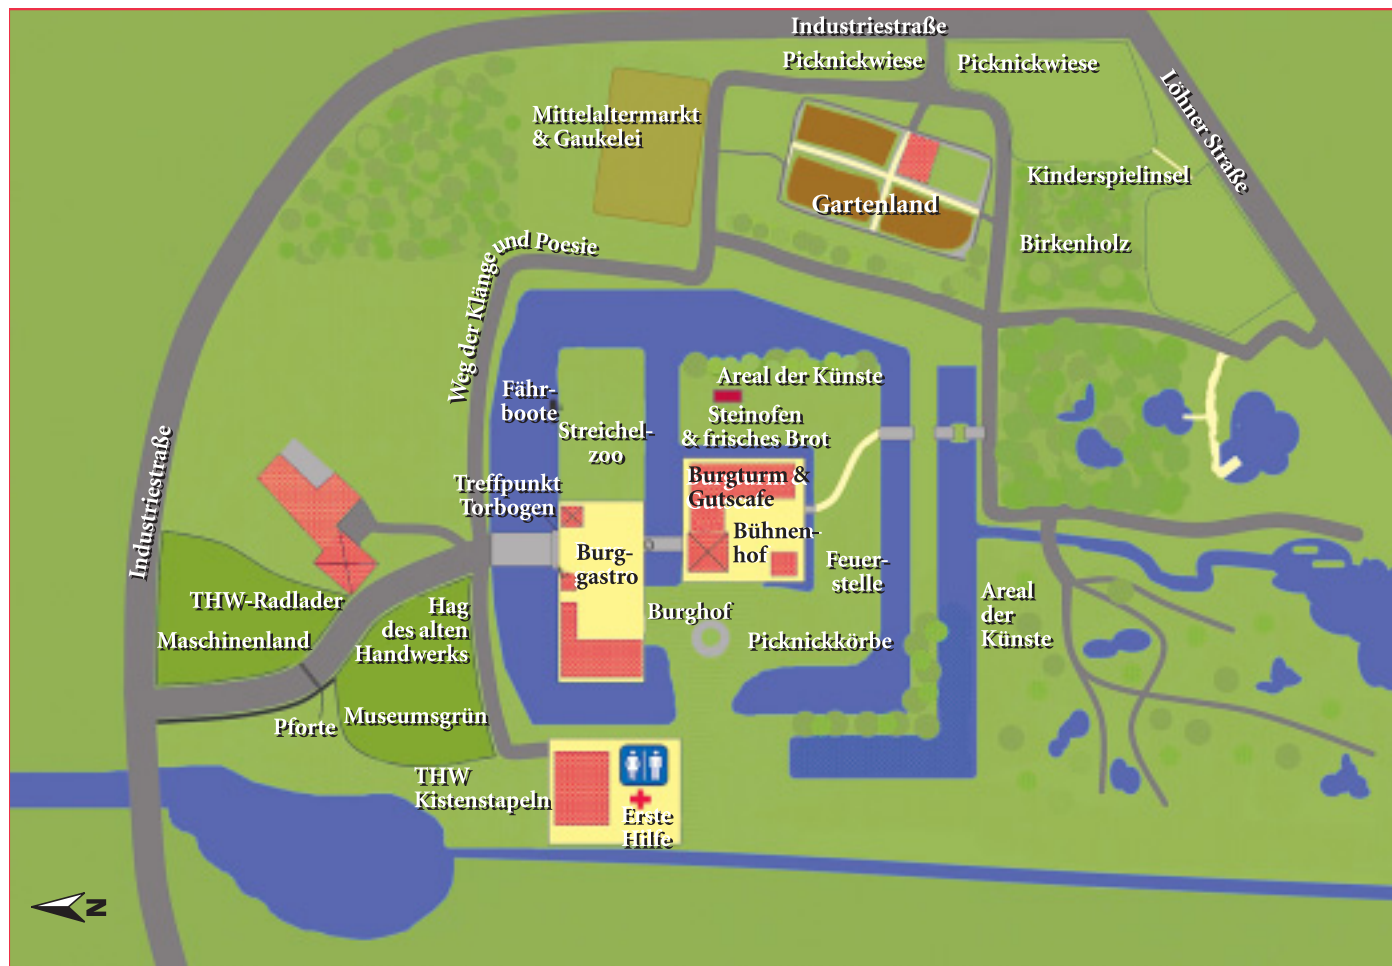 Industriestraße
Picknickwiese
Picknickwiese
Löhner Straße
Mittelaltermarkt
& Gaukelei
Kinderspielinsel
Gartenland
Birkenholz
Weg der Klänge und Poesie
Fähr-
boote
Areal der Künste
Steinofen
& frisches Brot
Streichel-
zoo
Industriestraße
Treffpunkt
Torbogen
Burgturm &
Gutscafe
Bühnen-
hof
Burg-
gastro
Feuer-
stelle
THW-Radlader
Maschinenland
Hag
des alten
Handwerks
Burghof
Picknickkörbe
Areal
der
Künste
Pforte
Museumsgrün
THW
Kistenstapeln
Erste
Hilfe
N